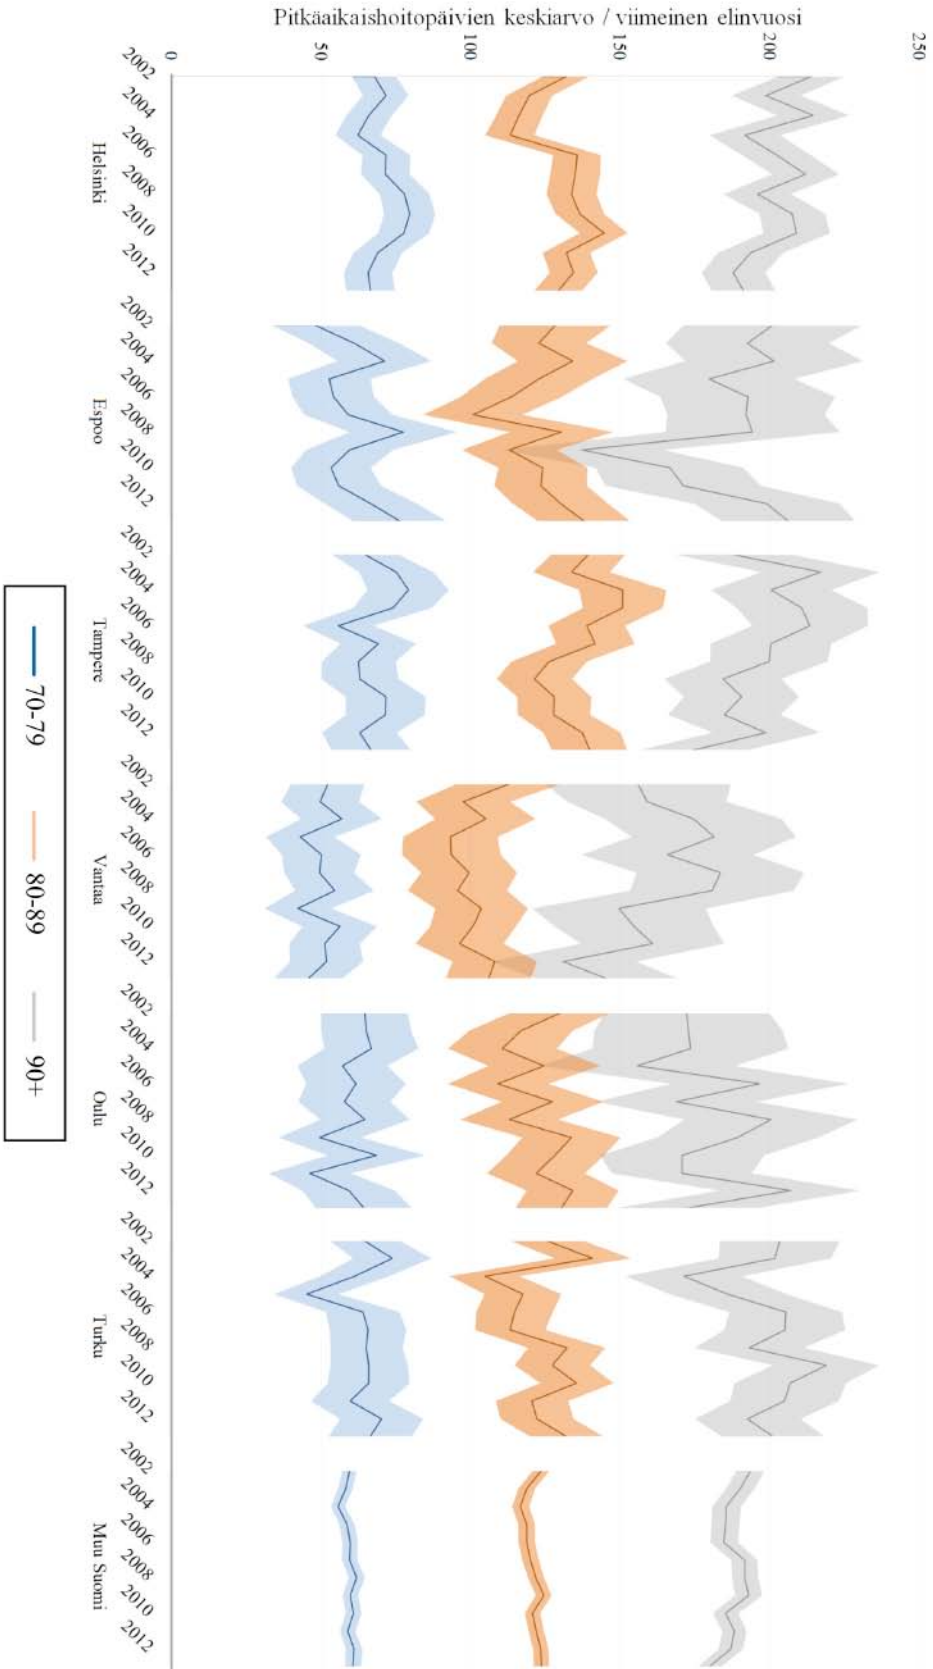 Pitkäaikaishoitopäivien keskiarvo / viimeinen elinvuosi
250
200
150
100
50
0
2002 2004 2006 2008 2010 2012
Helsinki
2002 2004 2006 2008 2010 2012
Espoo
2002 2004 2006 2008 2010 2012
Tampere
2002 2004 2006 2008 2010 2012
Vantaa
2002 2004 2006 2008 2010 2012
Oulu
2002 2004 2006 2008 2010 2012
Turku
2002 2004 2006 2008 2010 2012
Muu Suomi
70-79 80-89 90+